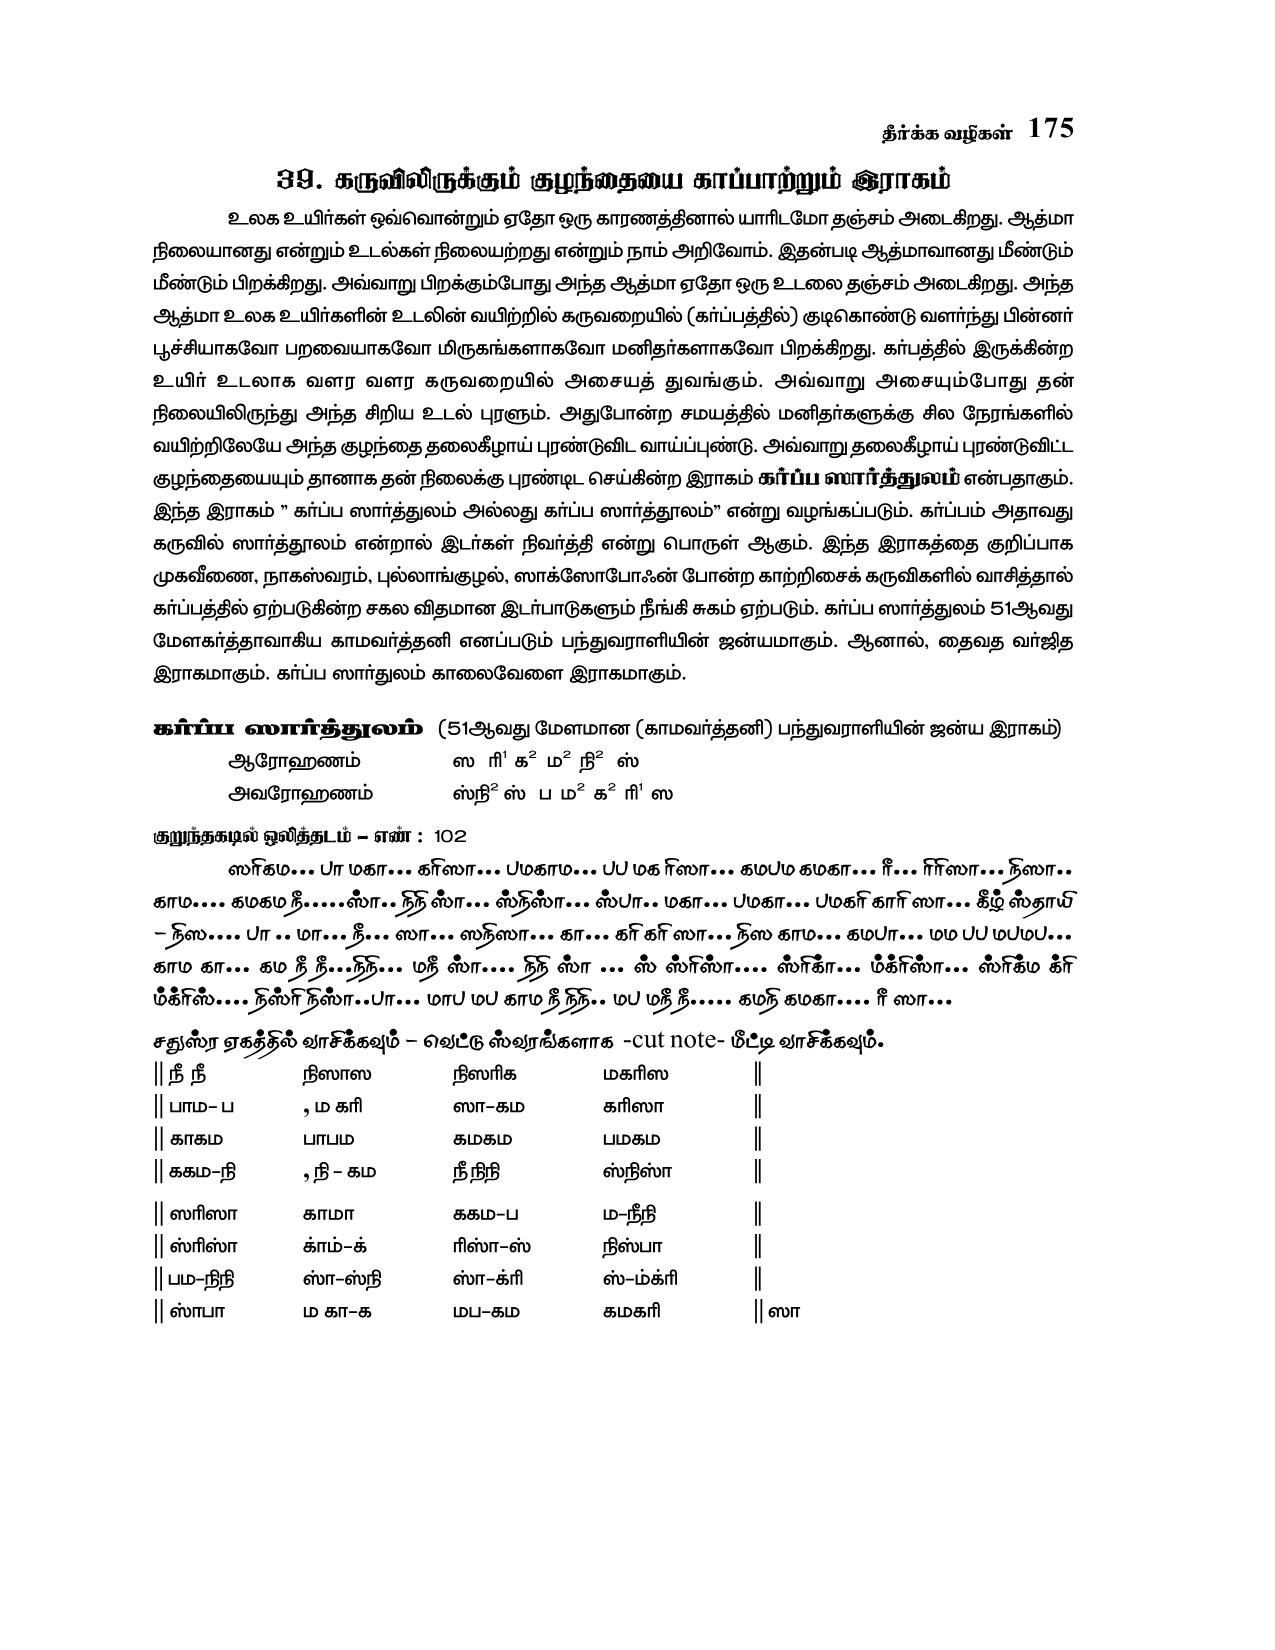 தீர்க்க வழிகள் 175
39. கருவிலிருக்கும் குழந்தையை காப்பாற்றும் இராகம்
உலக உயிர்கள் ஒவ்வொன்றும் ஏதோ ஒரு காரணத்தினால் யாரிடமோ தஞ்சம் அடைகிறது. ஆத்மா
நிலையானது என்றும் உடல்கள் நிலையற்றது என்றும் நாம் அறிவோம். இதன்படி ஆத்மாவானது மீண்டும்
மீண்டும் பிறக்கிறது. அவ்வாறு பிறக்கும்போது அந்த ஆத்மா ஏதோ ஒரு உடலை தஞ்சம் அடைகிறது. அந்த
ஆத்மா உலக உயிர்களின் உடலின் வயிற்றில் கருவறையில் (கர்ப்பத்தில்) குடிகொண்டு வளர்ந்து பின்னர்
பூச்சியாகவோ பறவையாகவோ மிருகங்களாகவோ மனிதர்களாகவோ பிறக்கிறது. கர்பத்தில் இருக்கின்ற
உயிர் உடலாக வளர வளர கருவறையில் அசையத் துவங்கும். அவ்வாறு அசையும்போது தன்
நிலையிலிருந்து அந்த சிறிய உடல் புரளும். அதுபோன்ற சமயத்தில் மனிதர்களுக்கு சில நேரங்களில்
வயிற்றிலேயே அந்த குழந்தை தலைகீழாய் புரண்டுவிட வாய்ப்புண்டு. அவ்வாறு தலைகீழாய் புரண்டுவிட்ட
குழந்தையையும் தானாக தன் நிலைக்கு புரண்டிட செய்கின்ற இராகம் கர்ப்ப ஸார்த்துலம் என்பதாகும்.
இந்த இராகம் ” கர்ப்ப ஸார்த்துலம் அல்லது கர்ப்ப ஸார்த்தூலம்” என்று வழங்கப்படும். கர்ப்பம் அதாவது
கருவில் ஸார்த்தூலம் என்றால் இடர்கள் நிவர்த்தி என்று பொருள் ஆகும். இந்த இராகத்தை குறிப்பாக
முகவீணை, நாகஸ்வரம், புல்லாங்குழல், ஸாக்ஸோபோஃன் போன்ற காற்றிசைக் கருவிகளில் வாசித்தால்
கர்ப்பத்தில் ஏற்படுகின்ற சகல விதமான இடர்பாடுகளும் நீங்கி சுகம் ஏற்படும். கர்ப்ப ஸார்த்துலம் 51ஆவது
மேளகர்த்தாவாகிய காமவர்த்தனி எனப்படும் பந்துவராளியின் ஜன்யமாகும். ஆனால், தைவத வர்ஜித
இராகமாகும். கர்ப்ப ஸார்துலம் காலைவேளை இராகமாகும்.
கர்ப்ப ஸார்த்துலம் (51ஆவது மேளமான (காமவர்த்தனி) பந்துவராளியின் ஜன்ய இராகம்)
ஆரோஹணம் ஸ ரி¹ க² ம² நி² ஸ்
அவரோஹணம் ஸ்நி² ஸ் ப ம² க² ரி¹ ஸ
குறுந்தகடில் ஒலித்தடம் – எண் : 102
ஸரிகம... பா மகா... கரிஸா... பமகாம... பப மக ரிஸா... கமபம கமகா... ரீ... ரிரிஸா... நிஸா..
காம.... கமகம நீ.....ஸ்ா.. நிநி ஸ்ா... ஸ்நிஸ்ா... ஸ்பா.. மகா... பமகா... பமகரி காரி ஸா... கீழ் ஸ்தாயி
– நிஸ.... பா .. மா... நீ... ஸா... ஸநிஸா... கா... கரி கரி ஸா... நிஸ காம... கமபா... மம பப மபமப...
காம கா... கம நீ நீ...நிநி... மநீ ஸ்ா.... நிநி ஸ்ா ... ஸ் ஸ்ரிஸ்ா.... ஸ்ரிக்ா... ம்க்ரிஸ்ா... ஸ்ரிக்ம க்ரி
ம்க்ரிஸ்.... நிஸ்ரி நிஸ்ா..பா... மாப மப காம நீ நிநி.. மப மநீ நீ..... கமநி கமகா.... ரீ ஸா...
சதுஸ்ர ஏகத்தில் வாசிக்கவும் – வெட்டு ஸ்வரங்களாக -cut note- மீட்டி வாசிக்கவும்.
|| நீ நீ நிஸாஸ நிஸரிக மகரிஸ ||
|| பாம–ப , ம கரி ஸா–கம கரிஸா ||
|| காகம பாபம கமகம பமகம ||
|| ககம–நி , நி – கம நீ நிநி ஸ்நிஸ்ா ||
|| ஸரிஸா காமா ககம–ப ம–நீநி ||
|| ஸ்ரிஸ்ா க்ாம்–க் ரிஸ்ா–ஸ் நிஸ்பா ||
|| பம–நிநி ஸ்ா–ஸ்நி ஸ்ா–க்ரி ஸ்–ம்க்ரி ||
|| ஸ்ாபா ம கா–க மப–கம கமகரி || ஸா